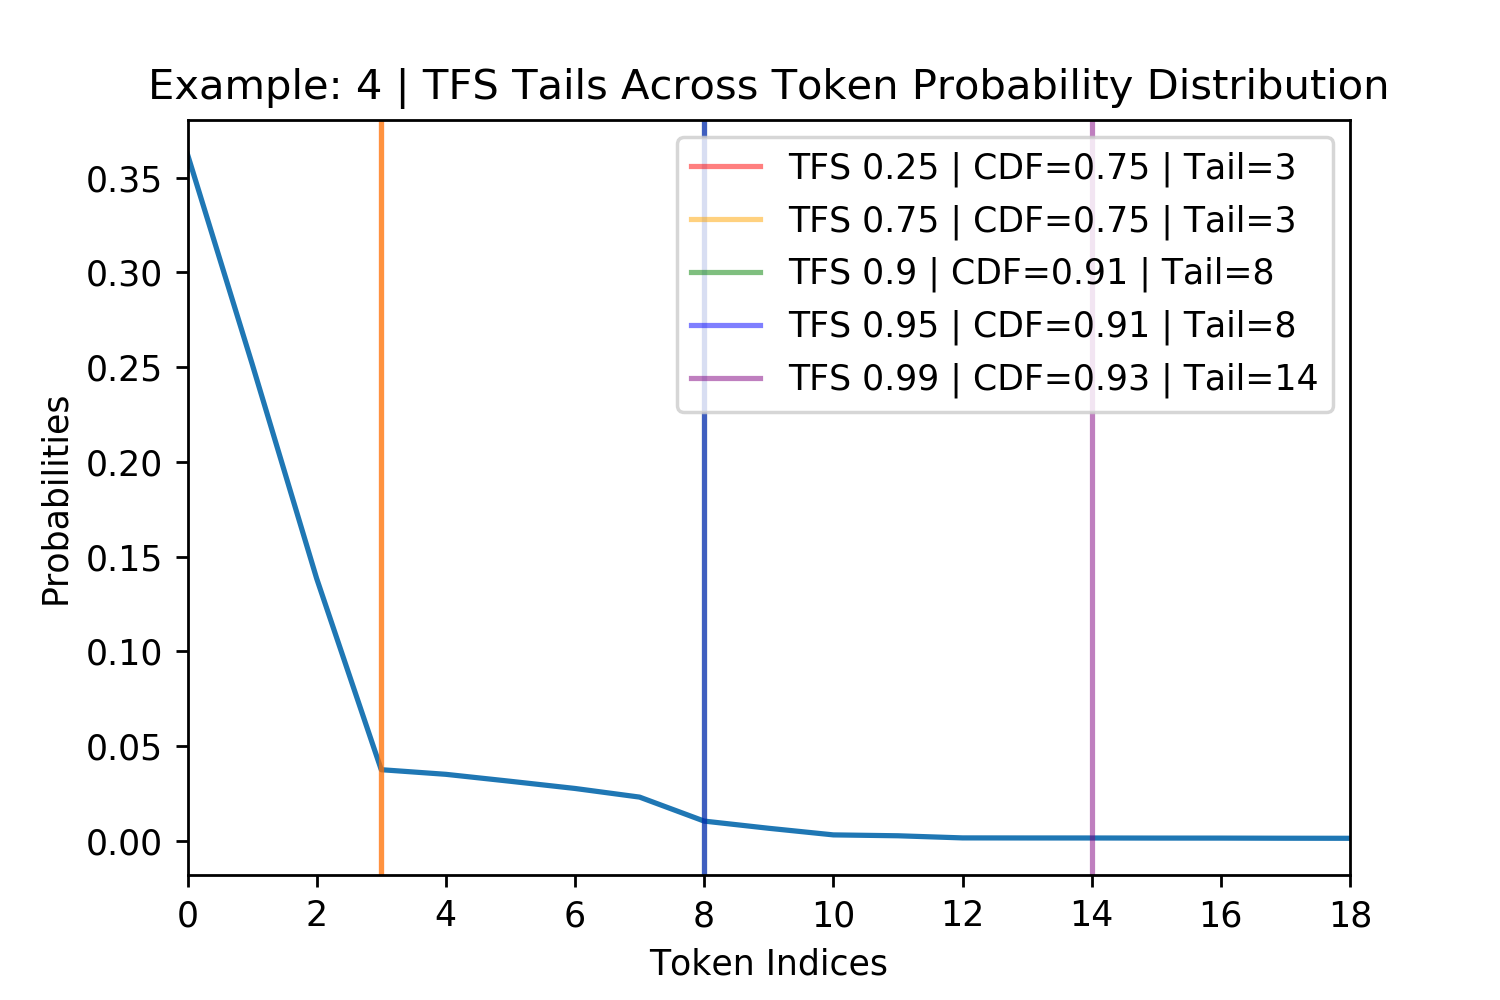 Example: 4 | TFS Tails Across Token Probability Distribution
TFS 0.25 | CDF=0.75 | Tail=3
TFS 0.75 | CDF=0.75 | Tail=3
TFS 0.9 | CDF=0.91 | Tail=8
TFS 0.95 | CDF=0.91 | Tail=8
TFS 0.99 | CDF=0.93 | Tail=14
Probabilities
0.35
0.30
0.25
0.20
0.15
0.10
0.05
0.00
0 2 4 6 8 10 12 14 16 18
Token Indices